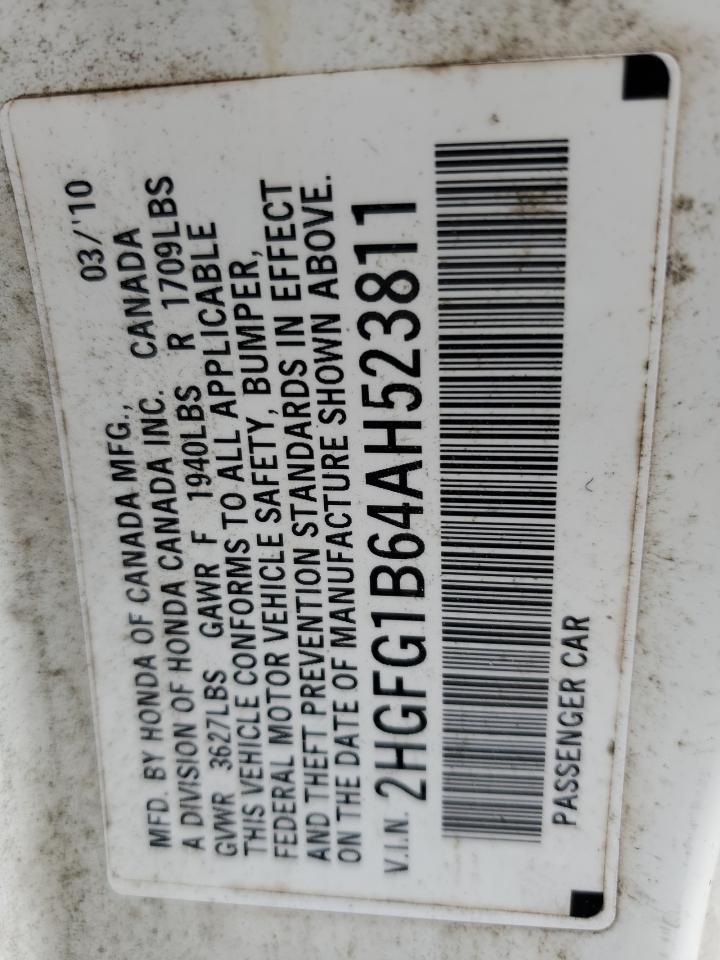 03/'10
MFD. BY HONDA OF CANADA MFG.,
A DIVISION OF HONDA CANADA INC. CANADA
GVWR 3627LBS GAWR F 1940LBS R 1709LBS
THIS VEHICLE CONFORMS TO ALL APPLICABLE
FEDERAL MOTOR VEHICLE SAFETY, BUMPER,
AND THEFT PREVENTION STANDARDS IN EFFECT
ON THE DATE OF MANUFACTURE SHOWN ABOVE.
V.I.N. 2HGFG1B64AH523811
PASSENGER CAR